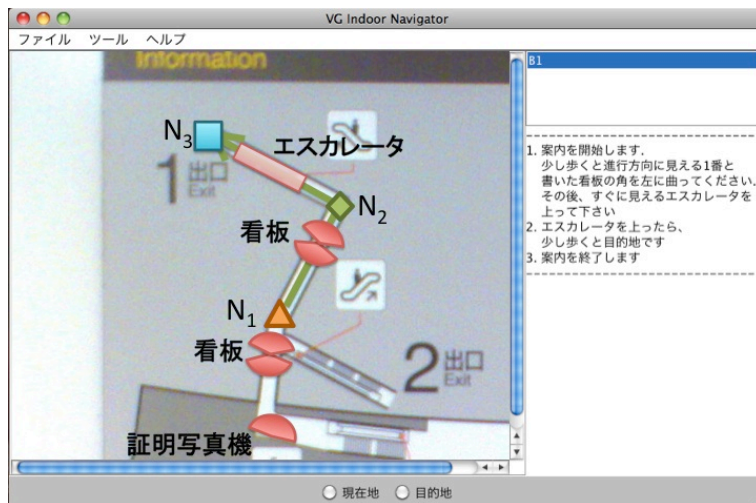 VG Indoor Navigator
ファイル ツール ヘルプ
Information
N3
エスカレータ
1 出口
Exit
N2
看板
N1
看板
2 出口
Exit
証明写真機
B1
1. 案内を開始します.
少し歩くと進行方向に見える1番と
書いた看板の角を左に曲ってください.
その後、すぐに見えるエスカレータを
上って下さい
2. エスカレータを上ったら、
少し歩くと目的地です
3. 案内を終了します
現在地 目的地